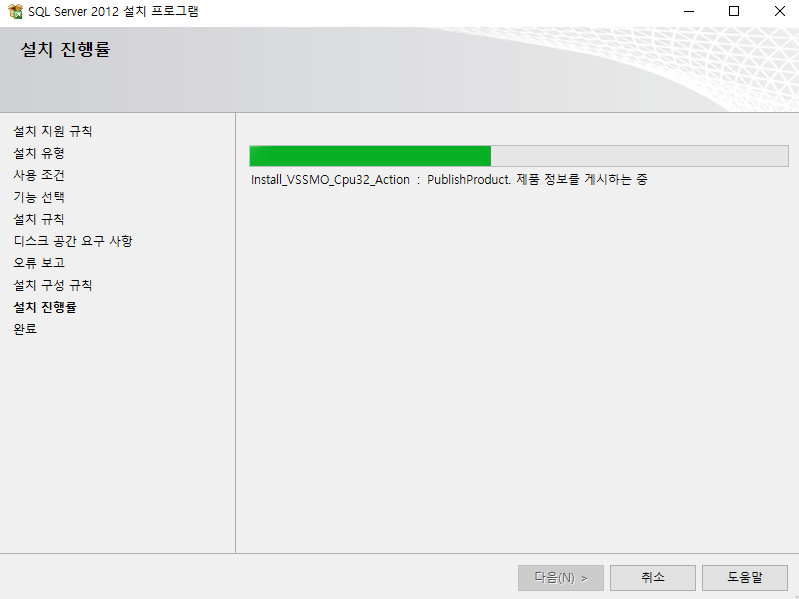 SQL Server 2012 설치 프로그램
설치 진행률
설치 지원 규칙
설치 유형
사용 조건
기능 선택
설치 규칙
디스크 공간 요구 사항
오류 보고
설치 구성 규칙
설치 진행률
완료
Install_VSSMO_Cpu32_Action : PublishProduct. 제품 정보를 게시하는 중
다음(N) >
취소
도움말